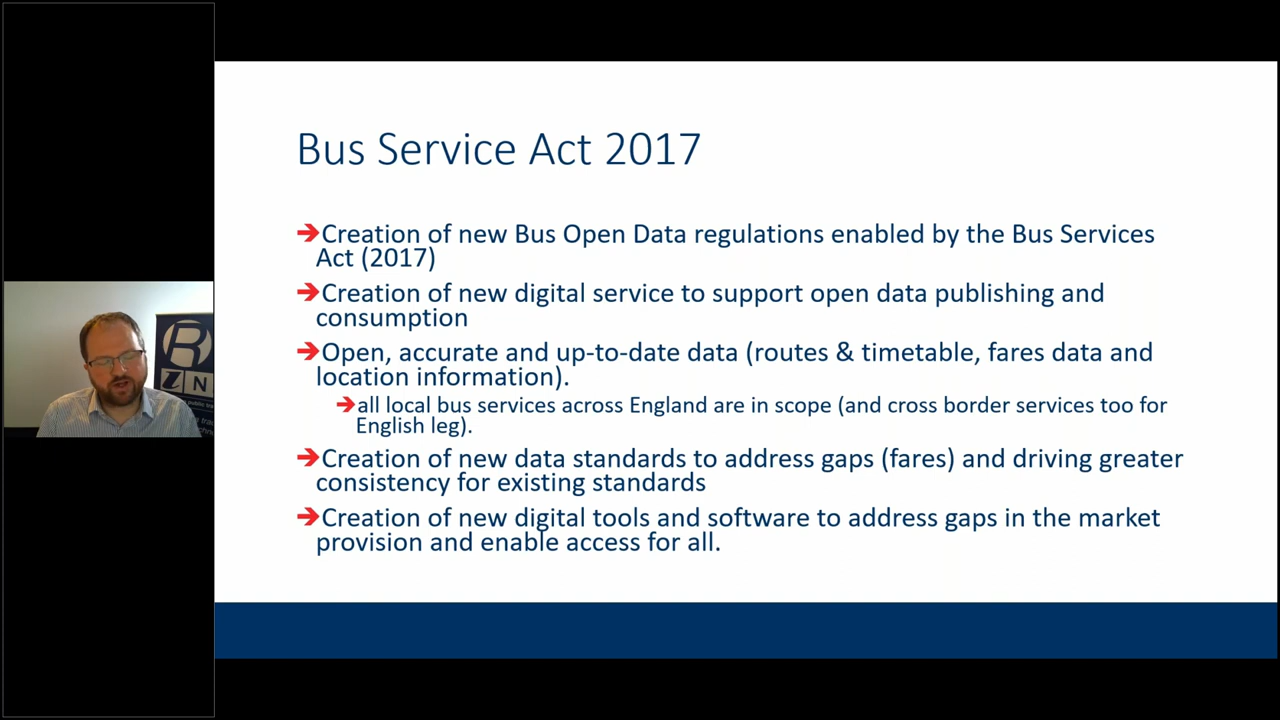 Bus Service Act 2017
➔Creation of new Bus Open Data regulations enabled by the Bus Services
Act (2017)
➔Creation of new digital service to support open data publishing and
consumption
➔Open, accurate and up-to-date data (routes & timetable, fares data and
location information).
➔all local bus services across England are in scope (and cross border services too for
English leg).
➔Creation of new data standards to address gaps (fares) and driving greater
consistency for existing standards
➔Creation of new digital tools and software to address gaps in the market
provision and enable access for all.
R
i N